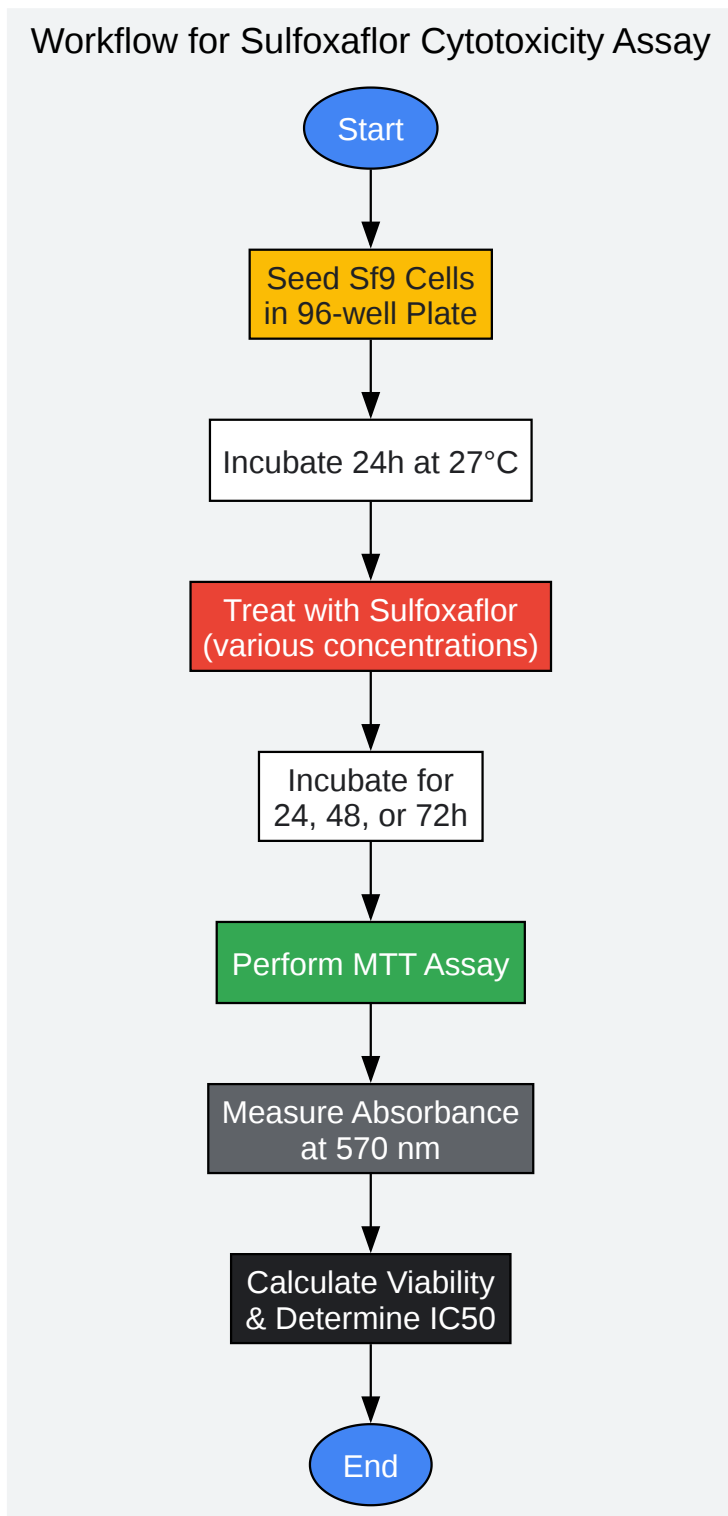 Workflow for Sulfoxaflor Cytotoxicity Assay
Start
Seed Sf9 Cells
in 96-well Plate
Incubate 24h at 27°C
Treat with Sulfoxaflor
(various concentrations)
Incubate for
24, 48, or 72h
Perform MTT Assay
Measure Absorbance
at 570 nm
Calculate Viability
& Determine IC50
End